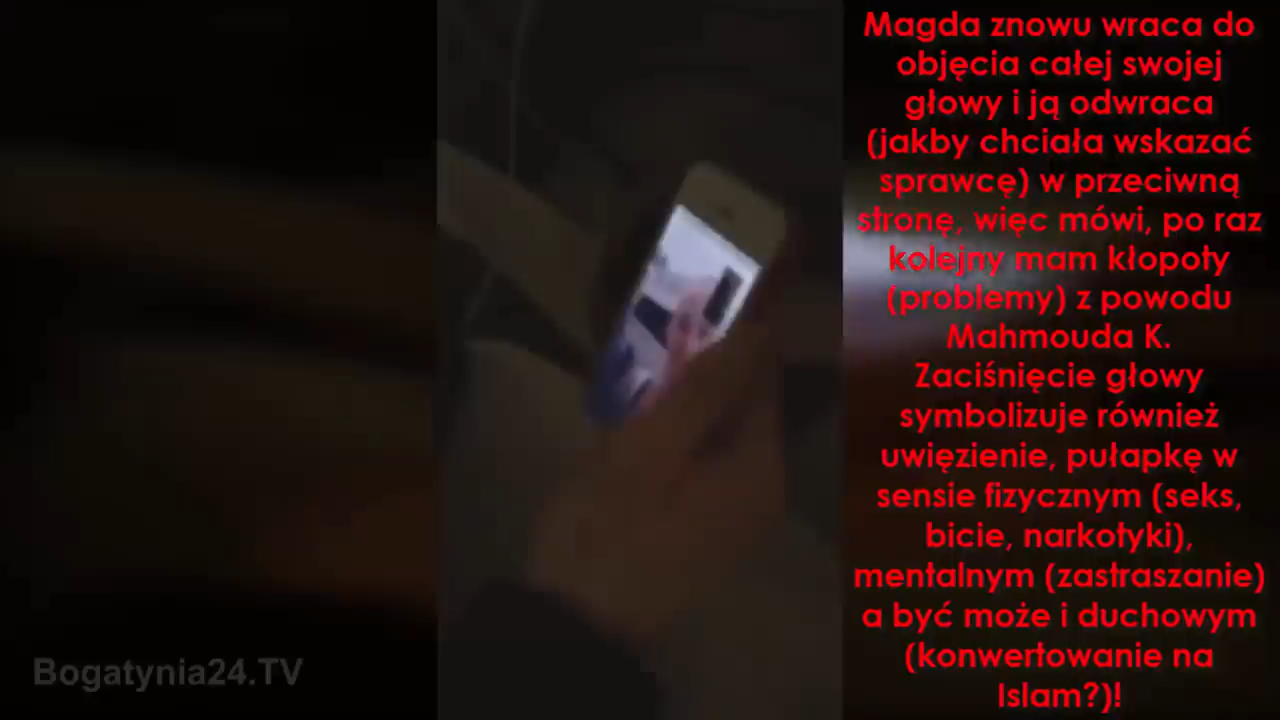 Magda znowu wraca do
objęcia całej swojej
głowy i ją odwraca
(jakby chciała wskazać
sprawcę) w przeciwną
stronę, więc mówi, po raz
kolejny mam kłopoty
(problemy) z powodu
Mahmouda K.
Zaciśnięcie głowy
symbolizuje również
uwięzienie, pułapkę w
sensie fizycznym (seks,
bicie, narkotyki),
mentalnym (zastraszanie)
a być może i duchowym
(konwertowanie na
Islam?)!
Bogatynia24.TV